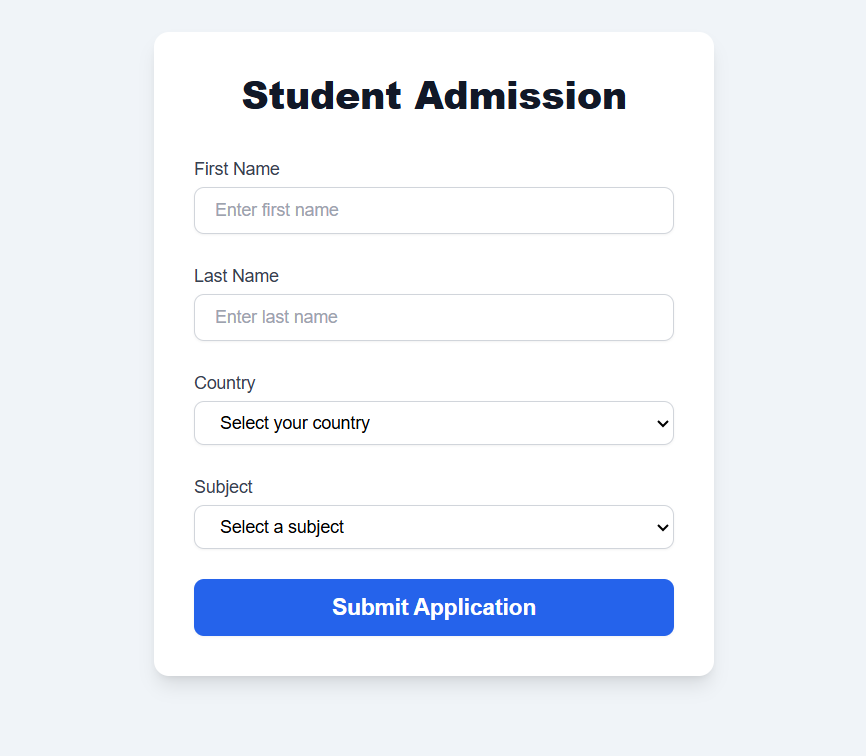 Student Admission
First Name
Enter first name
Last Name
Enter last name
Country
Select your country
Subject
Select a subject
Submit Application